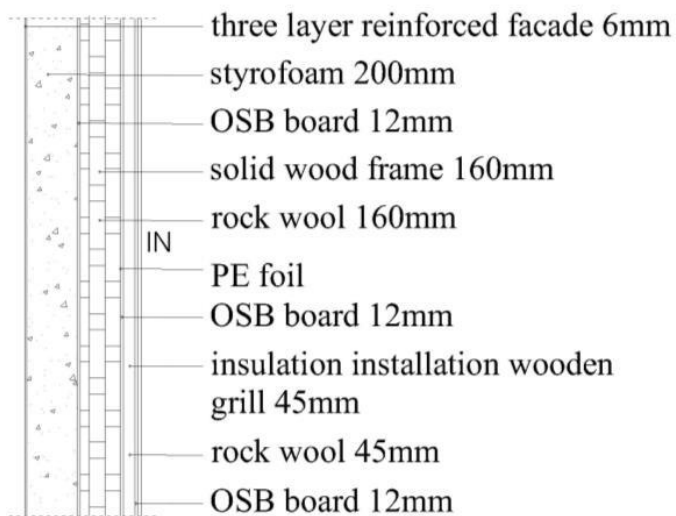 three layer reinforced facade 6mm
styrofoam 200mm
OSB board 12mm
solid wood frame 160mm
rock wool 160mm
IN
PE foil
OSB board 12mm
insulation installation wooden
grill 45mm
rock wool 45mm
OSB board 12mm